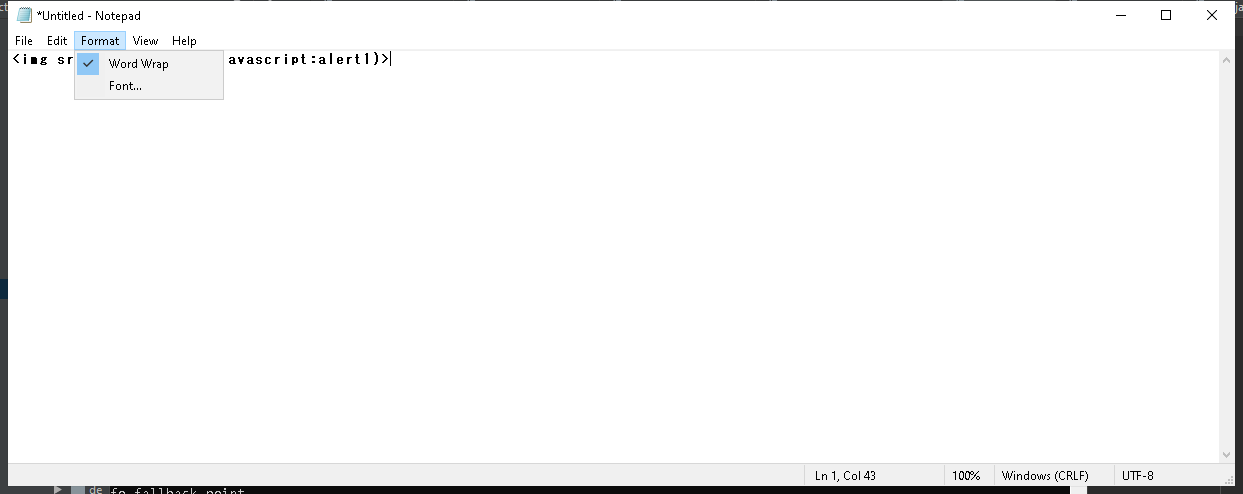 *Untitled - Notepad
File Edit Format View Help
<img sr avascript:alert1)>
Word Wrap
Font...
Ln 1, Col 43 100% Windows (CRLF) UTF-8
de fo fallback point